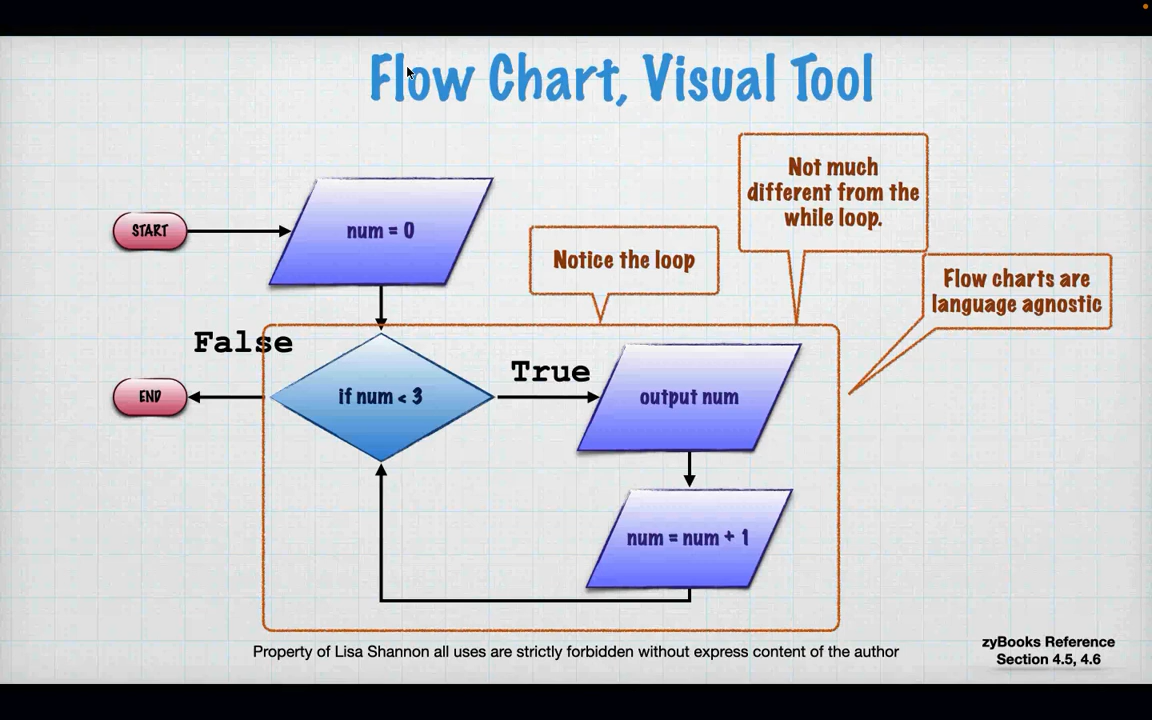 Flow Chart, Visual Tool
Not much
different from the
while loop.
START
num = 0
Notice the loop
Flow charts are
language agnostic
False
True
END
if num < 3
output num
num = num + 1
Property of Lisa Shannon all uses are strictly forbidden without express content of the author
zyBooks Reference
Section 4.5, 4.6